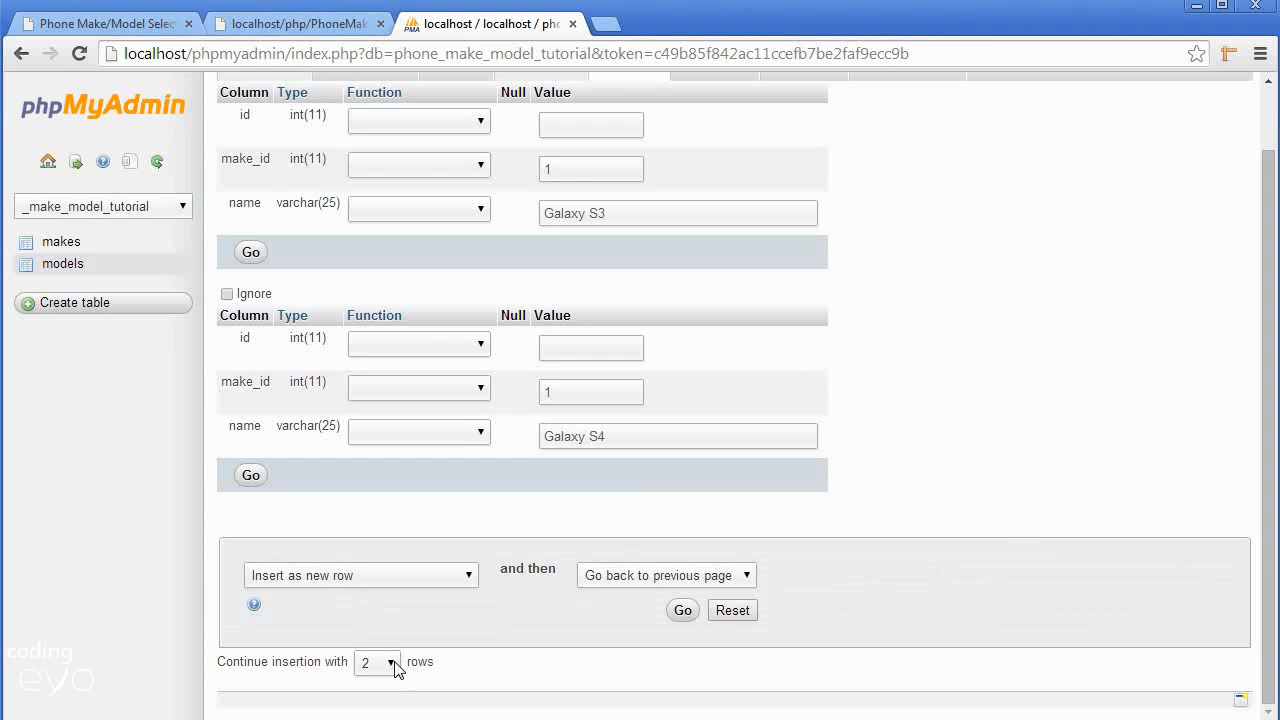 Phone Make/Model Selec
localhost/php/PhoneMak
localhost / localhost / pho
localhost/phpmyadmin/index.php?db=phone_make_model_tutorial&token=c49b85f842ac11ccefb7be2faf9ecc9b
phpMyAdmin
_make_model_tutorial
makes
models
Create table
Column Type Function Null Value
id int(11)
make_id int(11) 1
name varchar(25) Galaxy S3
Go
Ignore
Column Type Function Null Value
id int(11)
make_id int(11) 1
name varchar(25) Galaxy S4
Go
Insert as new row and then Go back to previous page
Go Reset
Continue insertion with 2 rows
coding
evo